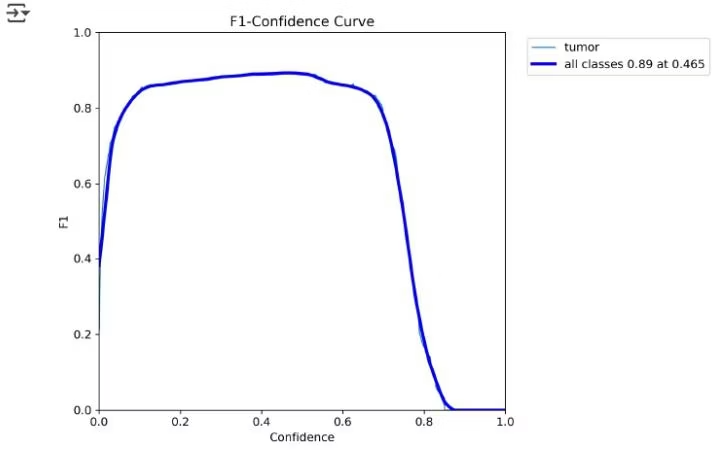 F1-Confidence Curve
tumor
all classes 0.89 at 0.465
1.0
0.8
0.6
0.4
0.2
0.0
F1
0.0 0.2 0.4 0.6 0.8 1.0
Confidence